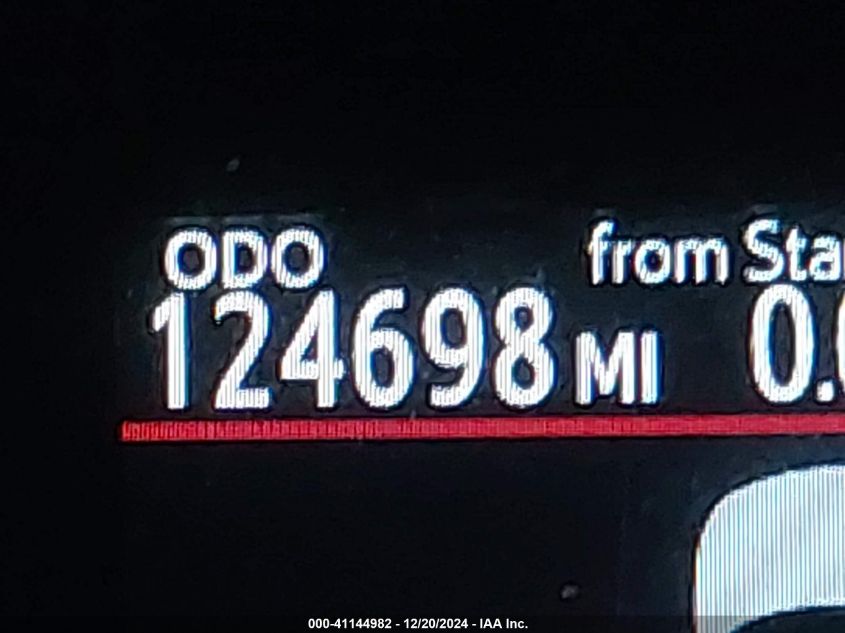 ODO
from Sta
124698 MI
0.
000-41144982 - 12/20/2024 - IAA Inc.